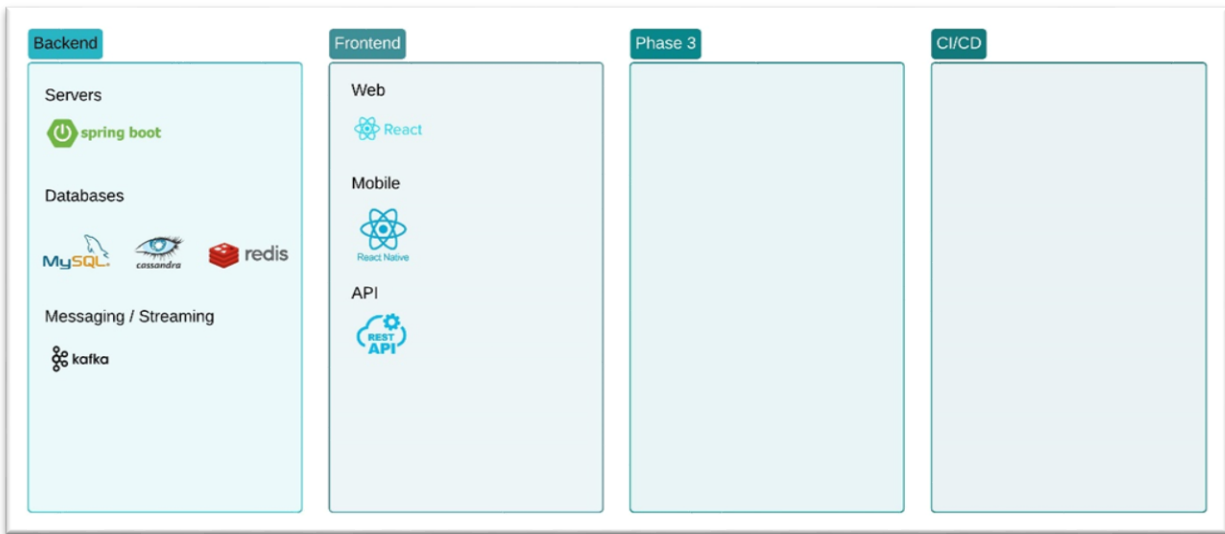 Backend
Servers
spring boot
Databases
MySQL.
cassandra
redis
Messaging / Streaming
kafka
Frontend
Web
React
Mobile
React Native
API
REST
API
Phase 3
CI/CD